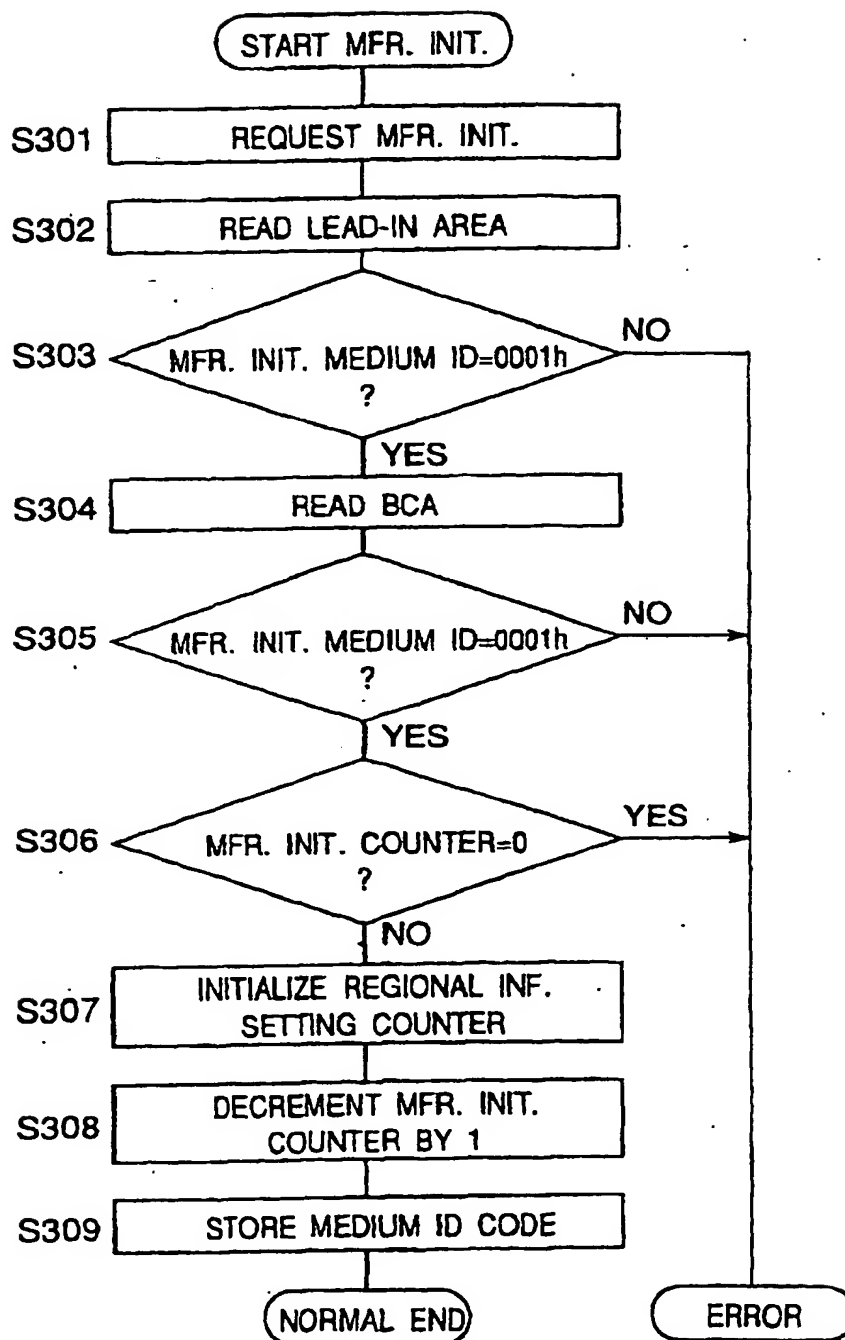 START MFR. INIT.
S301
REQUEST MFR. INIT.
S302
READ LEAD-IN AREA
S303
MFR. INIT. MEDIUM ID=0001h
?
NO
YES
S304
READ BCA
S305
MFR. INIT. MEDIUM ID=0001h
?
NO
YES
S306
MFR. INIT. COUNTER=0
?
YES
NO
S307
INITIALIZE REGIONAL INF.
SETTING COUNTER
S308
DECREMENT MFR. INIT.
COUNTER BY 1
S309
STORE MEDIUM ID CODE
NORMAL END
ERROR